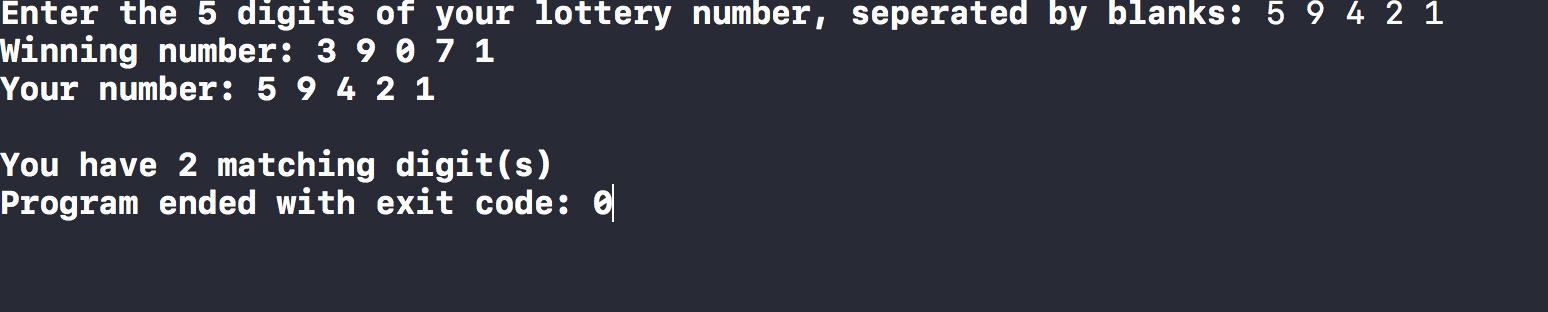 Enter the 5 digits of your lottery number, seperated by blanks: 5 9 4 2 1
Winning number: 3 9 0 7 1
Your number: 5 9 4 2 1
You have 2 matching digit(s)
Program ended with exit code: 0